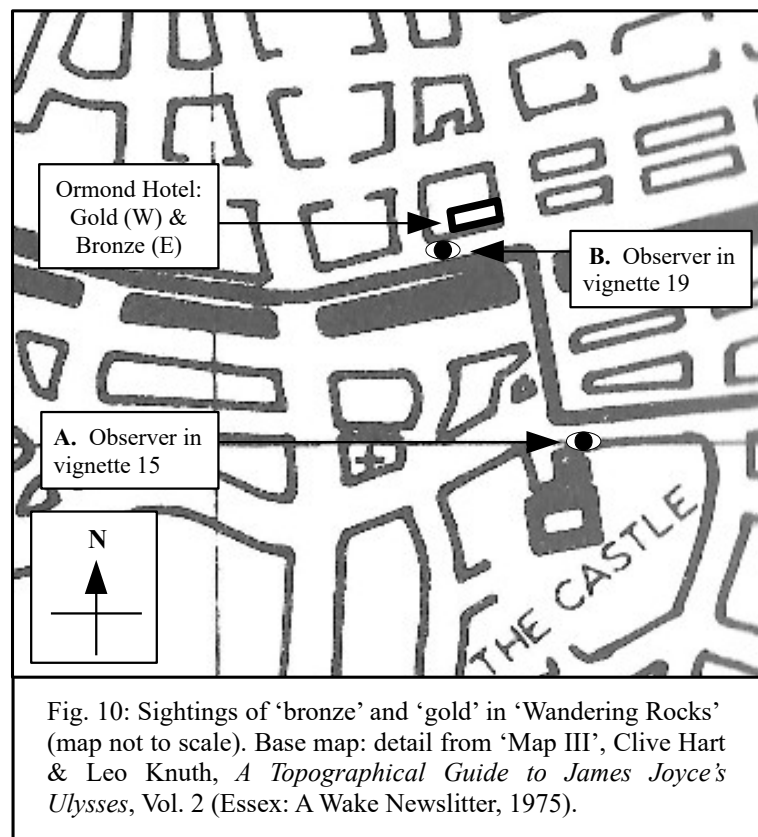 Ormond Hotel:
Gold (W) &
Bronze (E)
B. Observer in
vignette 19
A. Observer in
vignette 15
N
THE CASTLE
Fig. 10: Sightings of ‘bronze’ and ‘gold’ in ‘Wandering Rocks’
(map not to scale). Base map: detail from ‘Map III’, Clive Hart
& Leo Knuth, A Topographical Guide to James Joyce’s
Ulysses, Vol. 2 (Essex: A Wake Newslitter, 1975).